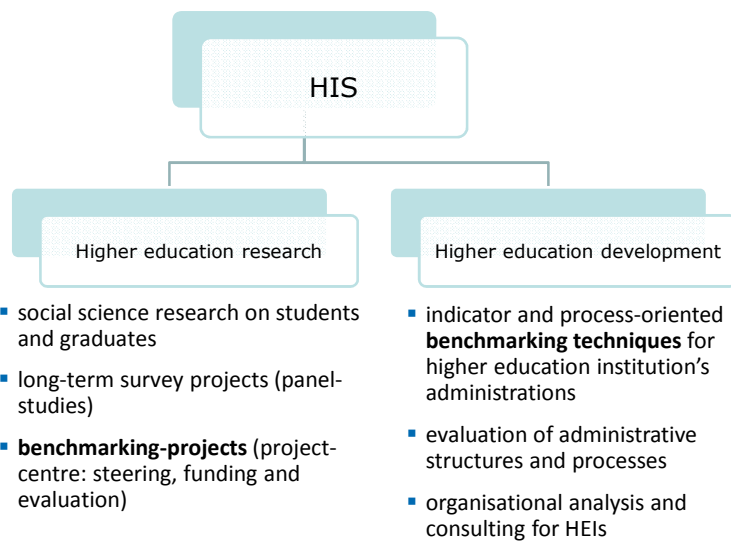 HIS
Higher education research
▪ social science research on students
and graduates
▪ long-term survey projects (panel-
studies)
▪ benchmarking-projects (project-
centre: steering, funding and
evaluation)
Higher education development
▪ indicator and process-oriented
benchmarking techniques for
higher education institution’s
administrations
▪ evaluation of administrative
structures and processes
▪ organisational analysis and
consulting for HEIs